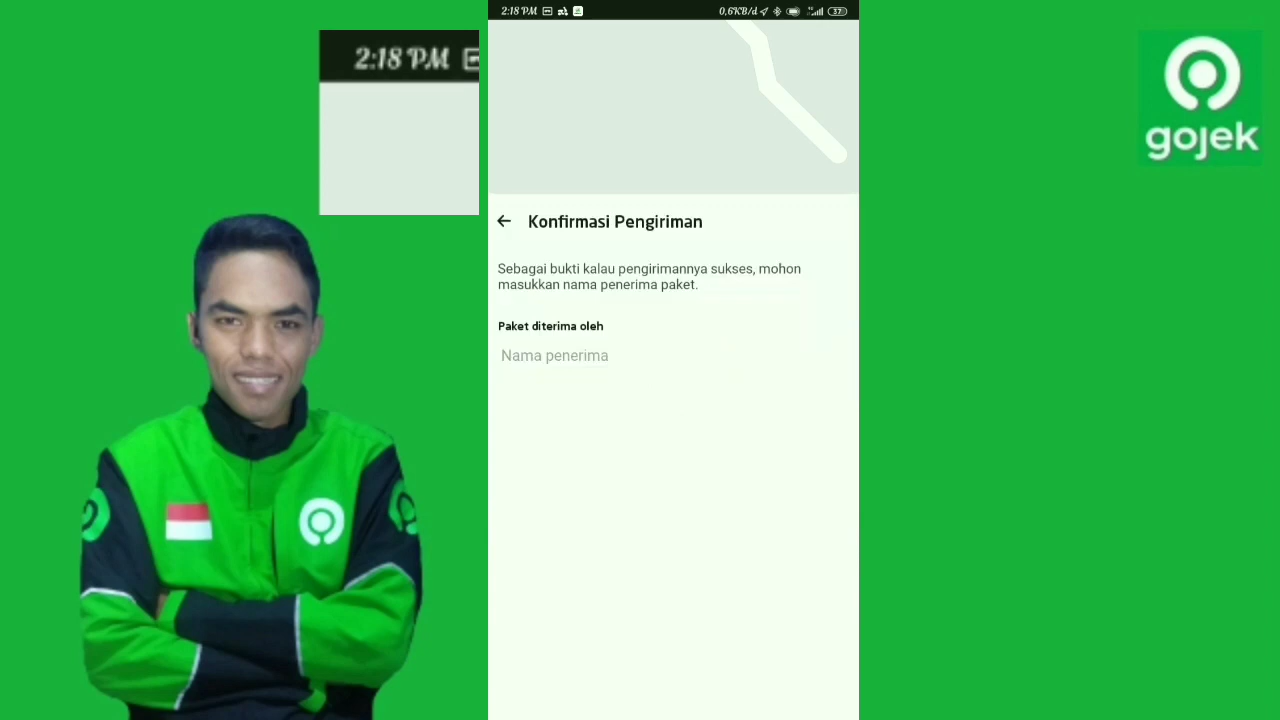 2:18 PM
2:18 PM
0,6KB/d
37
gojek
Konfirmasi Pengiriman
Sebagai bukti kalau pengirimannya sukses, mohon
masukkan nama penerima paket.
Paket diterima oleh
Nama penerima